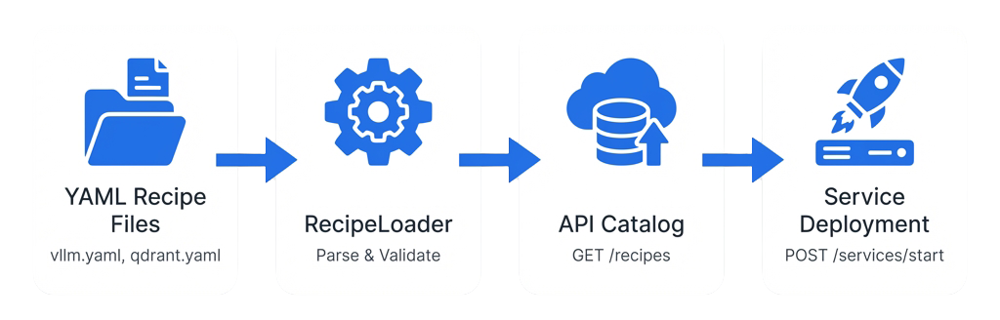 YAML Recipe
Files
vllm.yaml, qdrant.yaml
RecipeLoader
Parse & Validate
API Catalog
GET /recipes
Service
Deployment
POST /services/start